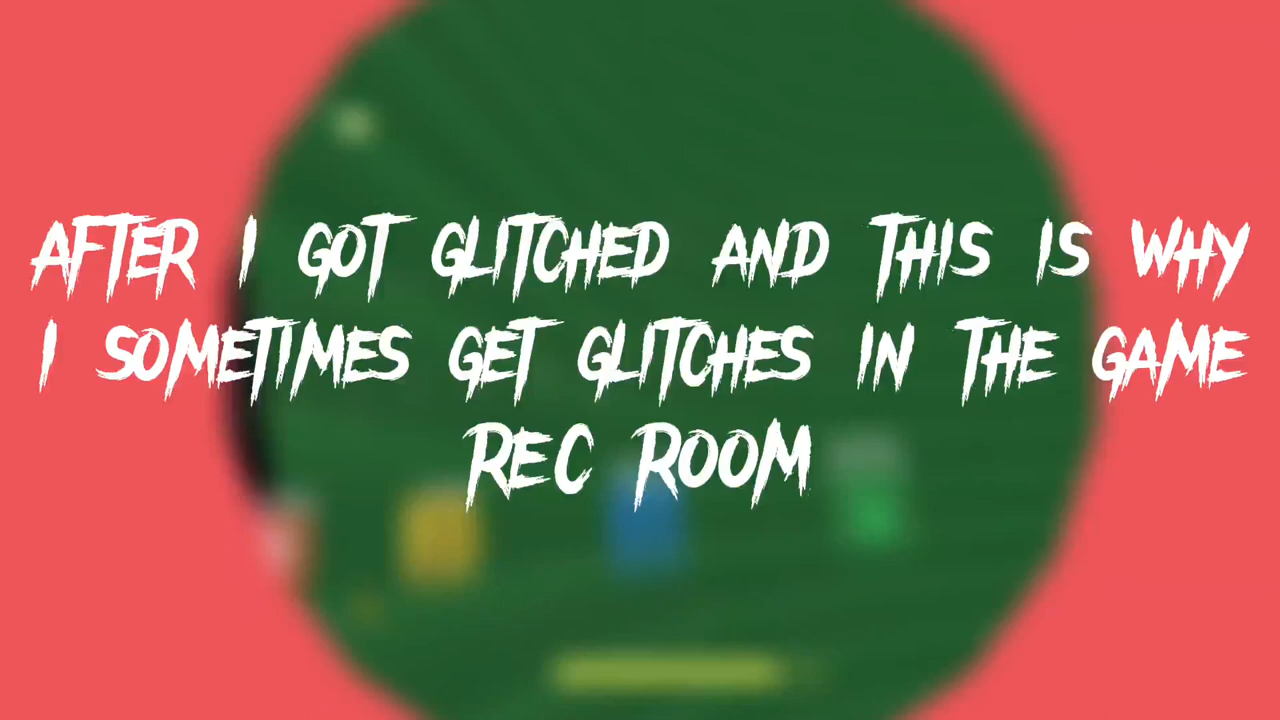 AFTER I GOT GLITCHED AND THIS IS WHY
I SOMETIMES GET GLITCHES IN THE GAME
REC ROOM